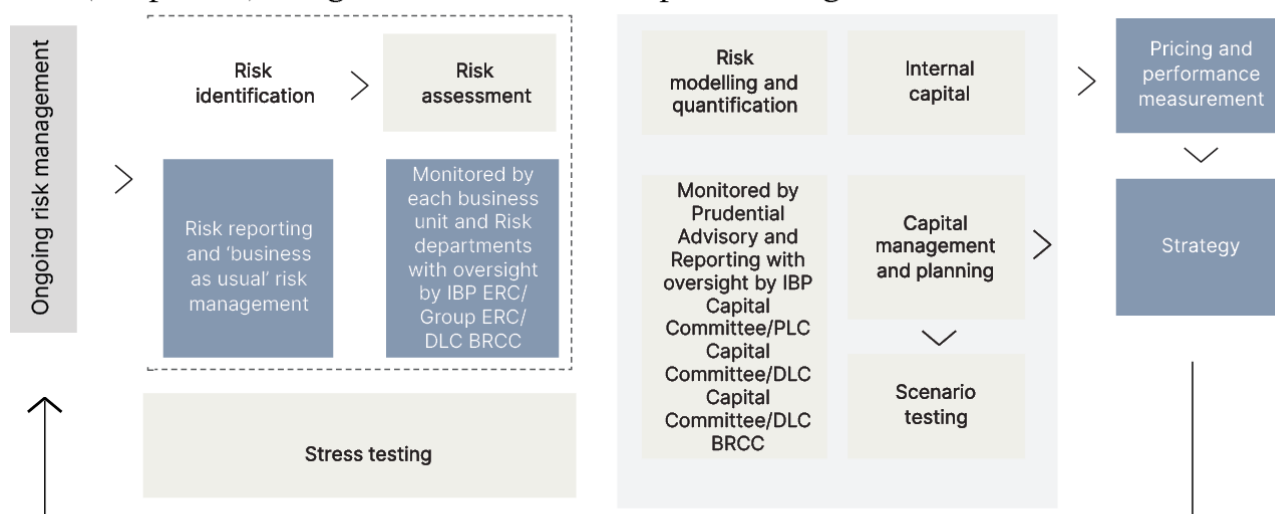 Ongoing risk management
Risk
identification
Risk
assessment
Risk reporting
and ‘business
as usual’ risk
management
Monitored by
each business
unit and Risk
departments
with oversight
by IBP ERC/
Group ERC/
DLC BRCC
Stress testing
Risk
modelling and
quantification
Internal
capital
Monitored by
Prudential
Advisory and
Reporting with
oversight by IBP
Capital
Committee/PLC
Capital
Committee/DLC
Capital
Committee/DLC
BRCC
Capital
management
and planning
Scenario
testing
Pricing and
performance
measurement
Strategy